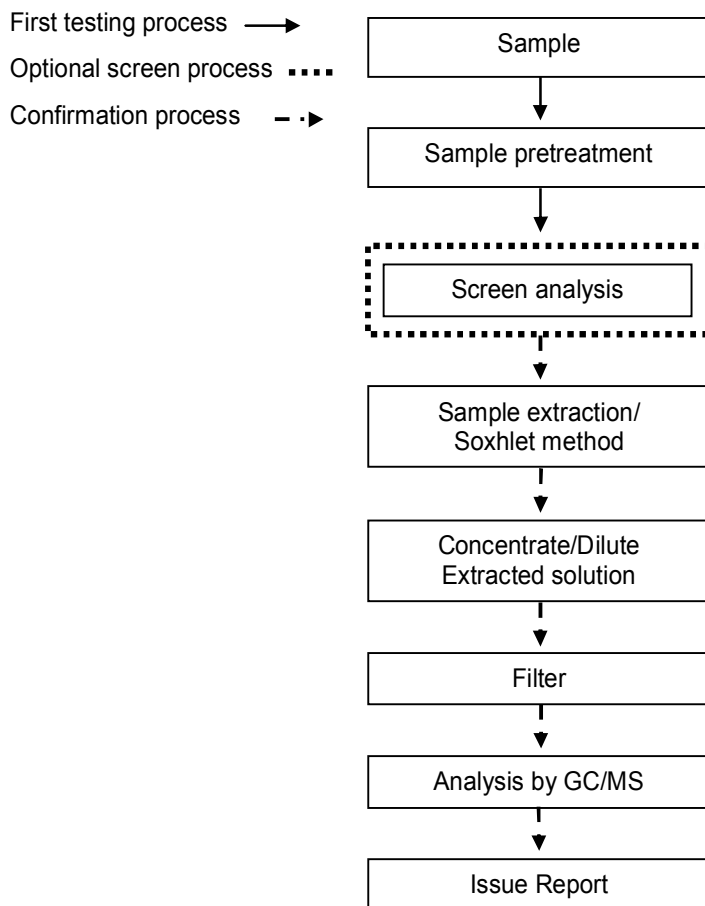 First testing process
Optional screen process
Confirmation process
Sample
Sample pretreatment
Screen analysis
Sample extraction/
Soxhlet method
Concentrate/Dilute
Extracted solution
Filter
Analysis by GC/MS
Issue Report